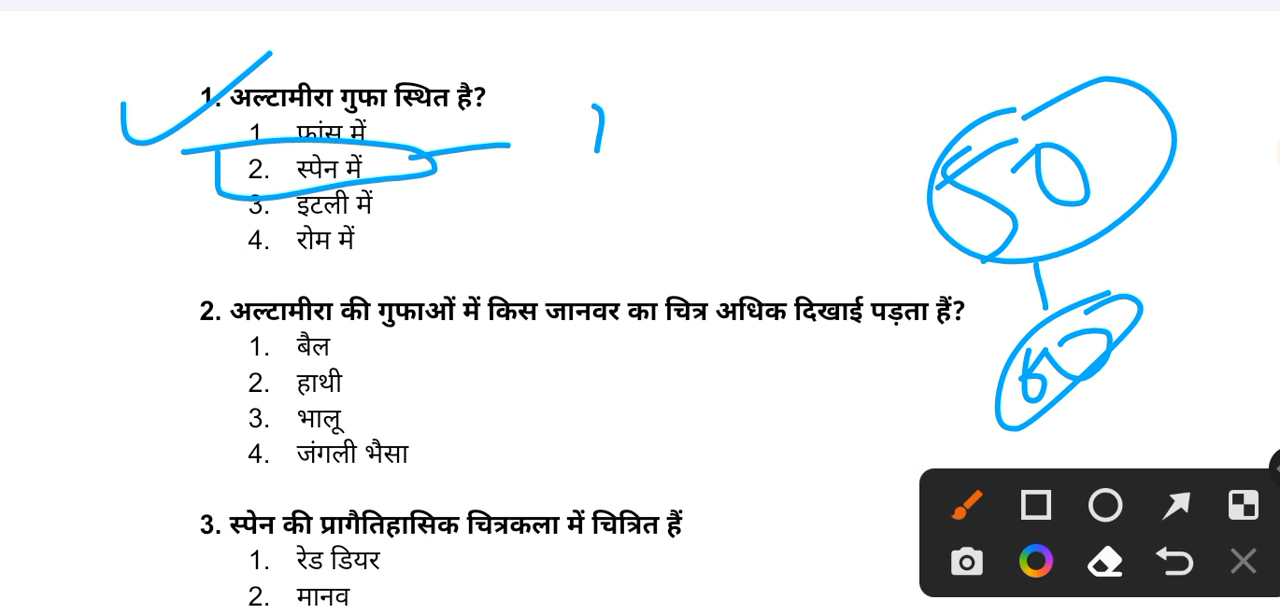 1. अल्टामीरा गुफा स्थित है?
1. फ्रांस में
2. स्पेन में
3. इटली में
4. रोम में
50
2. अल्टामीरा की गुफाओं में किस जानवर का चित्र अधिक दिखाई पड़ता हैं?
1. बैल
2. हाथी
3. भालू
4. जंगली भैसा
3. स्पेन की प्रागैतिहासिक चित्रकला में चित्रित हैं
1. रेड डियर
2. मानव